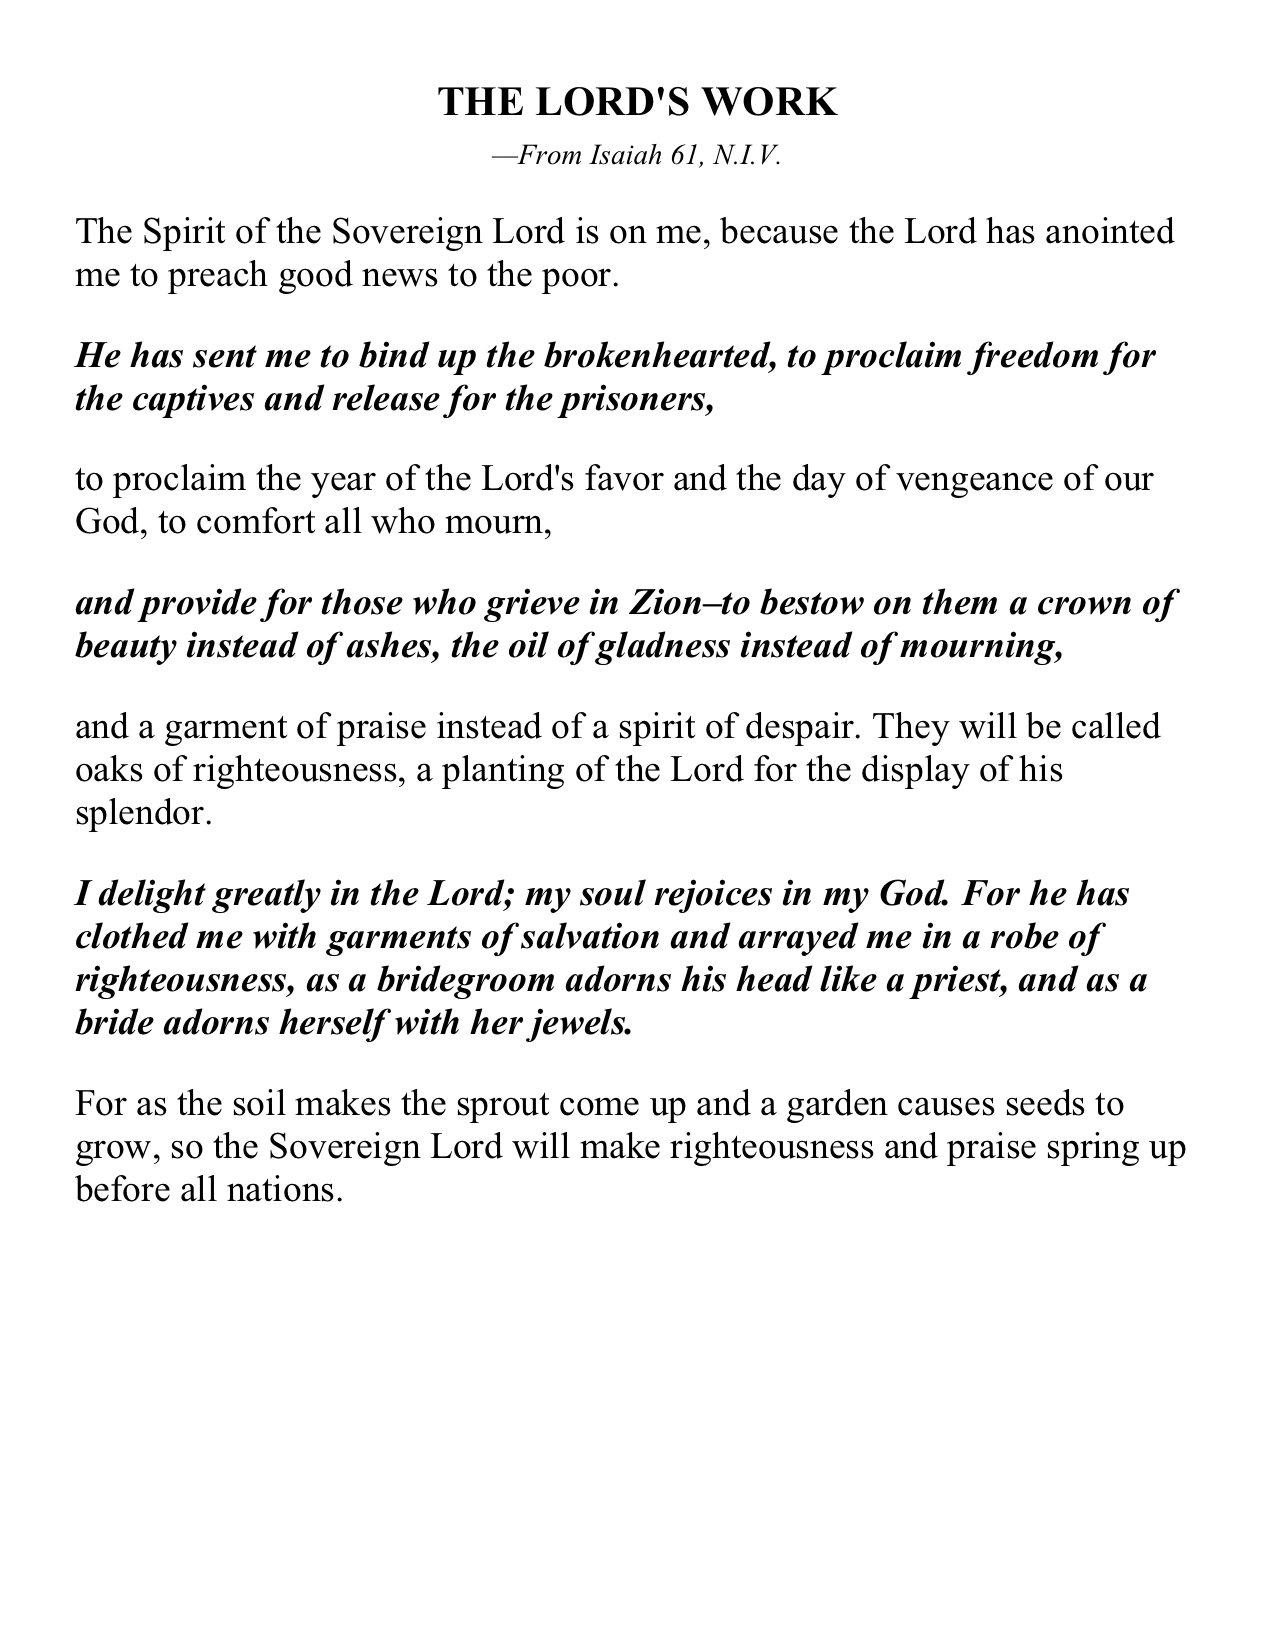 THE LORD'S WORK
—From Isaiah 61, N.I.V.
The Spirit of the Sovereign Lord is on me, because the Lord has anointed
me to preach good news to the poor.
He has sent me to bind up the brokenhearted, to proclaim freedom for
the captives and release for the prisoners,
to proclaim the year of the Lord's favor and the day of vengeance of our
God, to comfort all who mourn,
and provide for those who grieve in Zion–to bestow on them a crown of
beauty instead of ashes, the oil of gladness instead of mourning,
and a garment of praise instead of a spirit of despair. They will be called
oaks of righteousness, a planting of the Lord for the display of his
splendor.
I delight greatly in the Lord; my soul rejoices in my God. For he has
clothed me with garments of salvation and arrayed me in a robe of
righteousness, as a bridegroom adorns his head like a priest, and as a
bride adorns herself with her jewels.
For as the soil makes the sprout come up and a garden causes seeds to
grow, so the Sovereign Lord will make righteousness and praise spring up
before all nations.